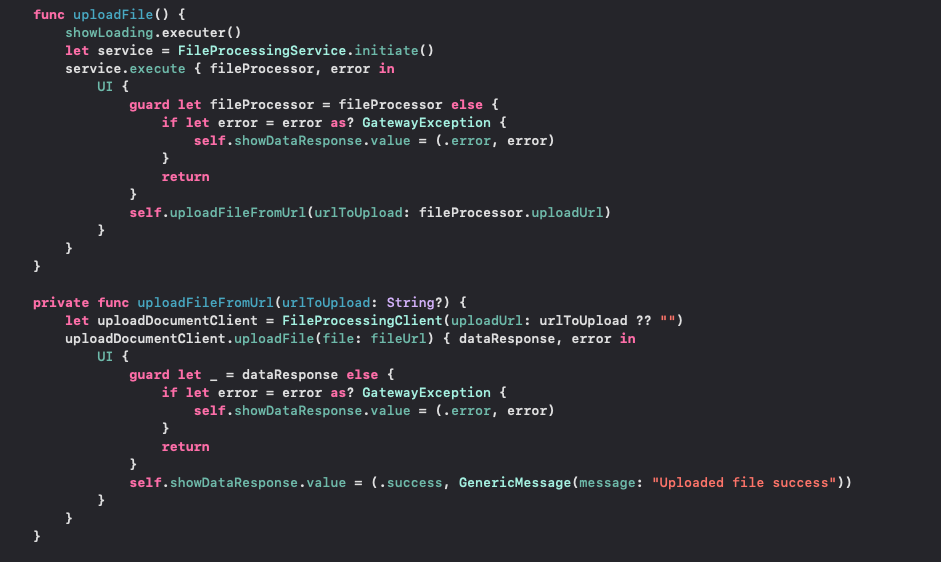 func uploadFile() {
    showLoading.executer()
    let service = FileProcessingService.initiate()
    service.execute { fileProcessor, error in
        UI {
            guard let fileProcessor = fileProcessor else {
                if let error = error as? GatewayException {
                    self.showDataResponse.value = (.error, error)
                }
                return
            }
            self.uploadFileFromUrl(urlToUpload: fileProcessor.uploadUrl)
        }
    }
}

private func uploadFileFromUrl(urlToUpload: String?) {
    let uploadDocumentClient = FileProcessingClient(uploadUrl: urlToUpload ?? "")
    uploadDocumentClient.uploadFile(file: fileUrl) { dataResponse, error in
        UI {
            guard let _ = dataResponse else {
                if let error = error as? GatewayException {
                    self.showDataResponse.value = (.error, error)
                }
                return
            }
            self.showDataResponse.value = (.success, GenericMessage(message: "Uploaded file success"))
        }
    }
}